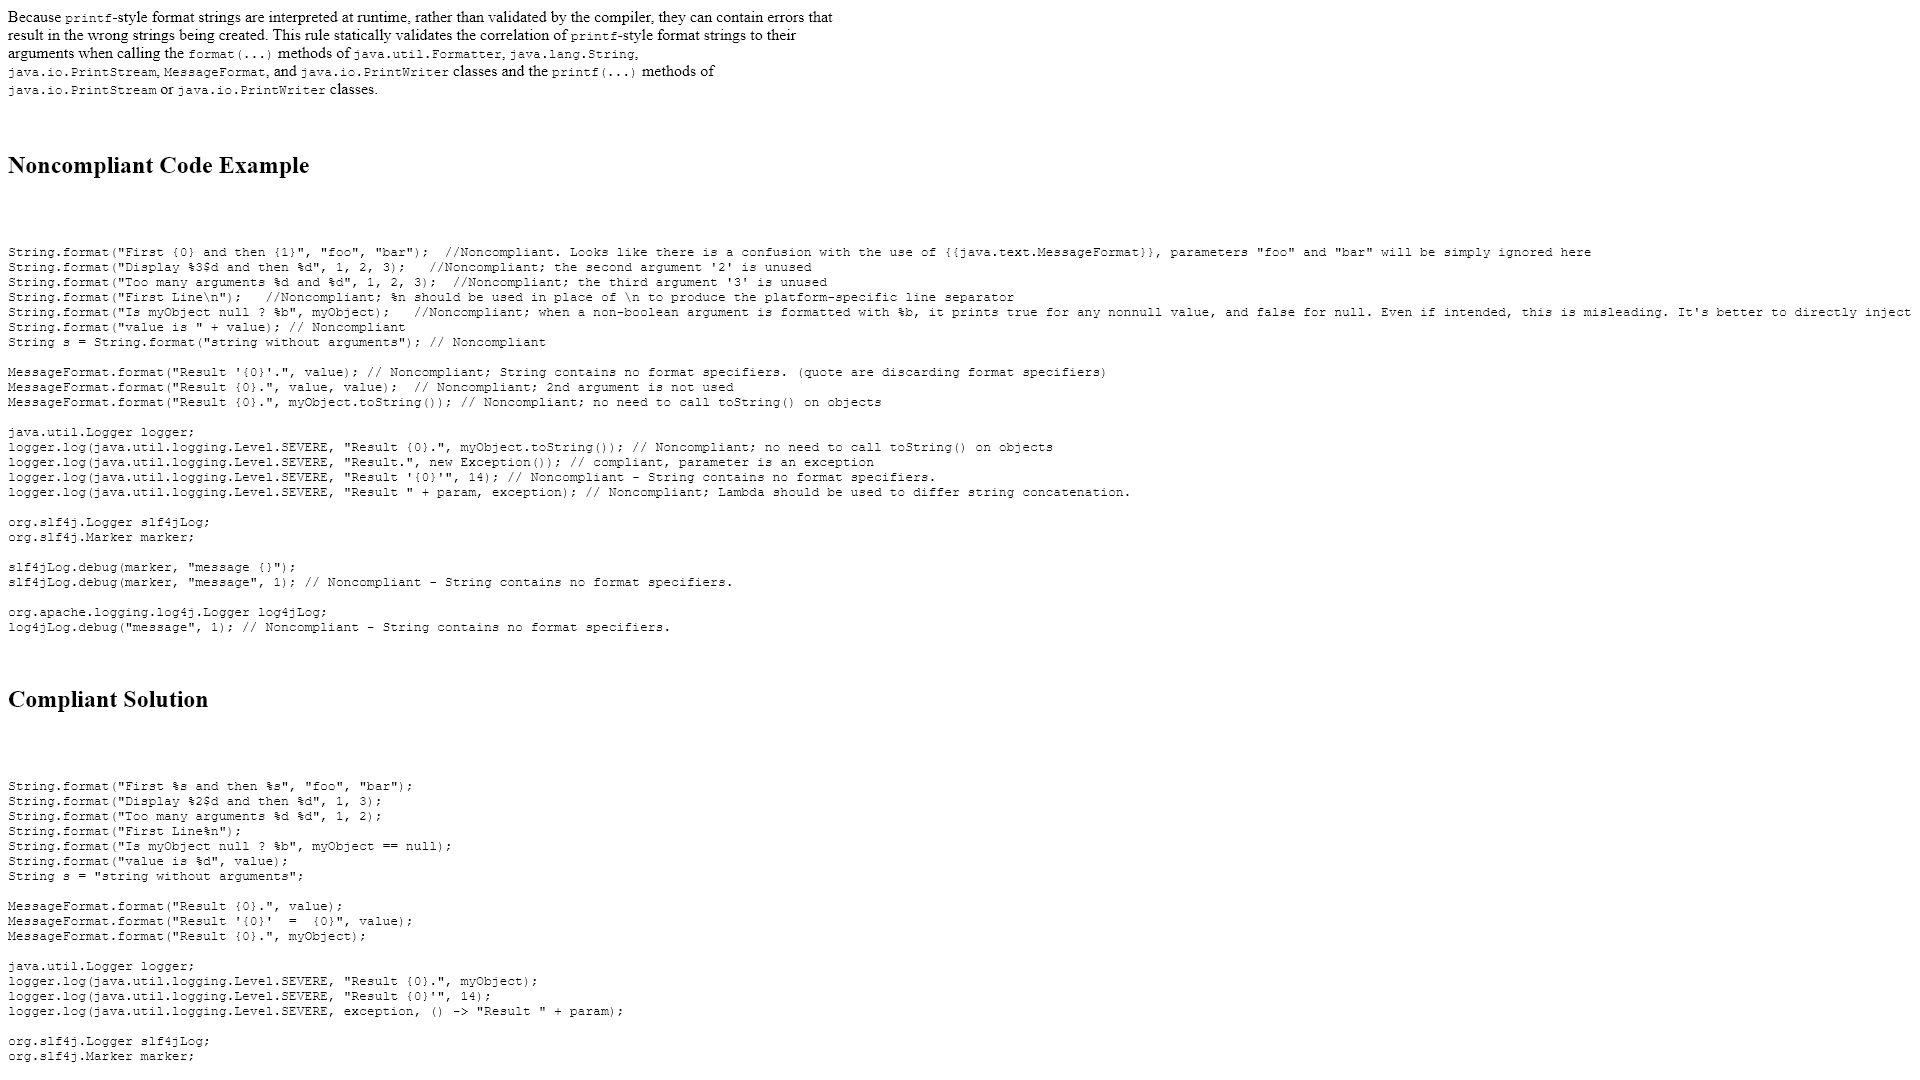 Because printf-style format strings are interpreted at runtime, rather than validated by the compiler, they can contain errors that
result in the wrong strings being created. This rule statically validates the correlation of printf-style format strings to their
arguments when calling the format(...) methods of java.util.Formatter, java.lang.String,
java.io.PrintStream, MessageFormat, and java.io.PrintWriter classes and the printf(...) methods of
java.io.PrintStream or java.io.PrintWriter classes.
Noncompliant Code Example
String.format("First {0} and then {1}", "foo", "bar");  //Noncompliant. Looks like there is a confusion with the use of {{java.text.MessageFormat}}, parameters "foo" and "bar" will be simply ignored here
String.format("Display %3$d and then %d", 1, 2, 3);   //Noncompliant; the second argument '2' is unused
String.format("Too many arguments %d and %d", 1, 2, 3);  //Noncompliant; the third argument '3' is unused
String.format("First Line\n");   //Noncompliant; %n should be used in place of \n to produce the platform-specific line separator
String.format("Is myObject null ? %b", myObject);   //Noncompliant; when a non-boolean argument is formatted with %b, it prints true for any nonnull value, and false for null. Even if intended, this is misleading. It's better to directly inject
String.format("value is " + value); // Noncompliant
String s = String.format("string without arguments"); // Noncompliant
MessageFormat.format("Result '{0}'.", value); // Noncompliant; String contains no format specifiers. (quote are discarding format specifiers)
MessageFormat.format("Result {0}.", value, value);  // Noncompliant; 2nd argument is not used
MessageFormat.format("Result {0}.", myObject.toString()); // Noncompliant; no need to call toString() on objects
java.util.Logger logger;
logger.log(java.util.logging.Level.SEVERE, "Result {0}.", myObject.toString()); // Noncompliant; no need to call toString() on objects
logger.log(java.util.logging.Level.SEVERE, "Result.", new Exception()); // compliant, parameter is an exception
logger.log(java.util.logging.Level.SEVERE, "Result '{0}'", 14); // Noncompliant - String contains no format specifiers.
logger.log(java.util.logging.Level.SEVERE, "Result " + param, exception); // Noncompliant; Lambda should be used to differ string concatenation.
org.slf4j.Logger slf4jLog;
org.slf4j.Marker marker;
slf4jLog.debug(marker, "message {}");
slf4jLog.debug(marker, "message", 1); // Noncompliant - String contains no format specifiers.
org.apache.logging.log4j.Logger log4jLog;
log4jLog.debug("message", 1); // Noncompliant - String contains no format specifiers.
Compliant Solution
String.format("First %s and then %s", "foo", "bar");
String.format("Display %2$d and then %d", 1, 3);
String.format("Too many arguments %d %d", 1, 2);
String.format("First Line%n");
String.format("Is myObject null ? %b", myObject == null);
String.format("value is %d", value);
String s = "string without arguments";
MessageFormat.format("Result {0}.", value);
MessageFormat.format("Result '{0}'  =  {0}", value);
MessageFormat.format("Result {0}.", myObject);
java.util.Logger logger;
logger.log(java.util.logging.Level.SEVERE, "Result {0}.", myObject);
logger.log(java.util.logging.Level.SEVERE, "Result {0}'", 14);
logger.log(java.util.logging.Level.SEVERE, exception, () -> "Result " + param);
org.slf4j.Logger slf4jLog;
org.slf4j.Marker marker;